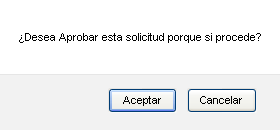 ¿Desea Aprobar esta solicitud porque si procede?
Aceptar
Cancelar